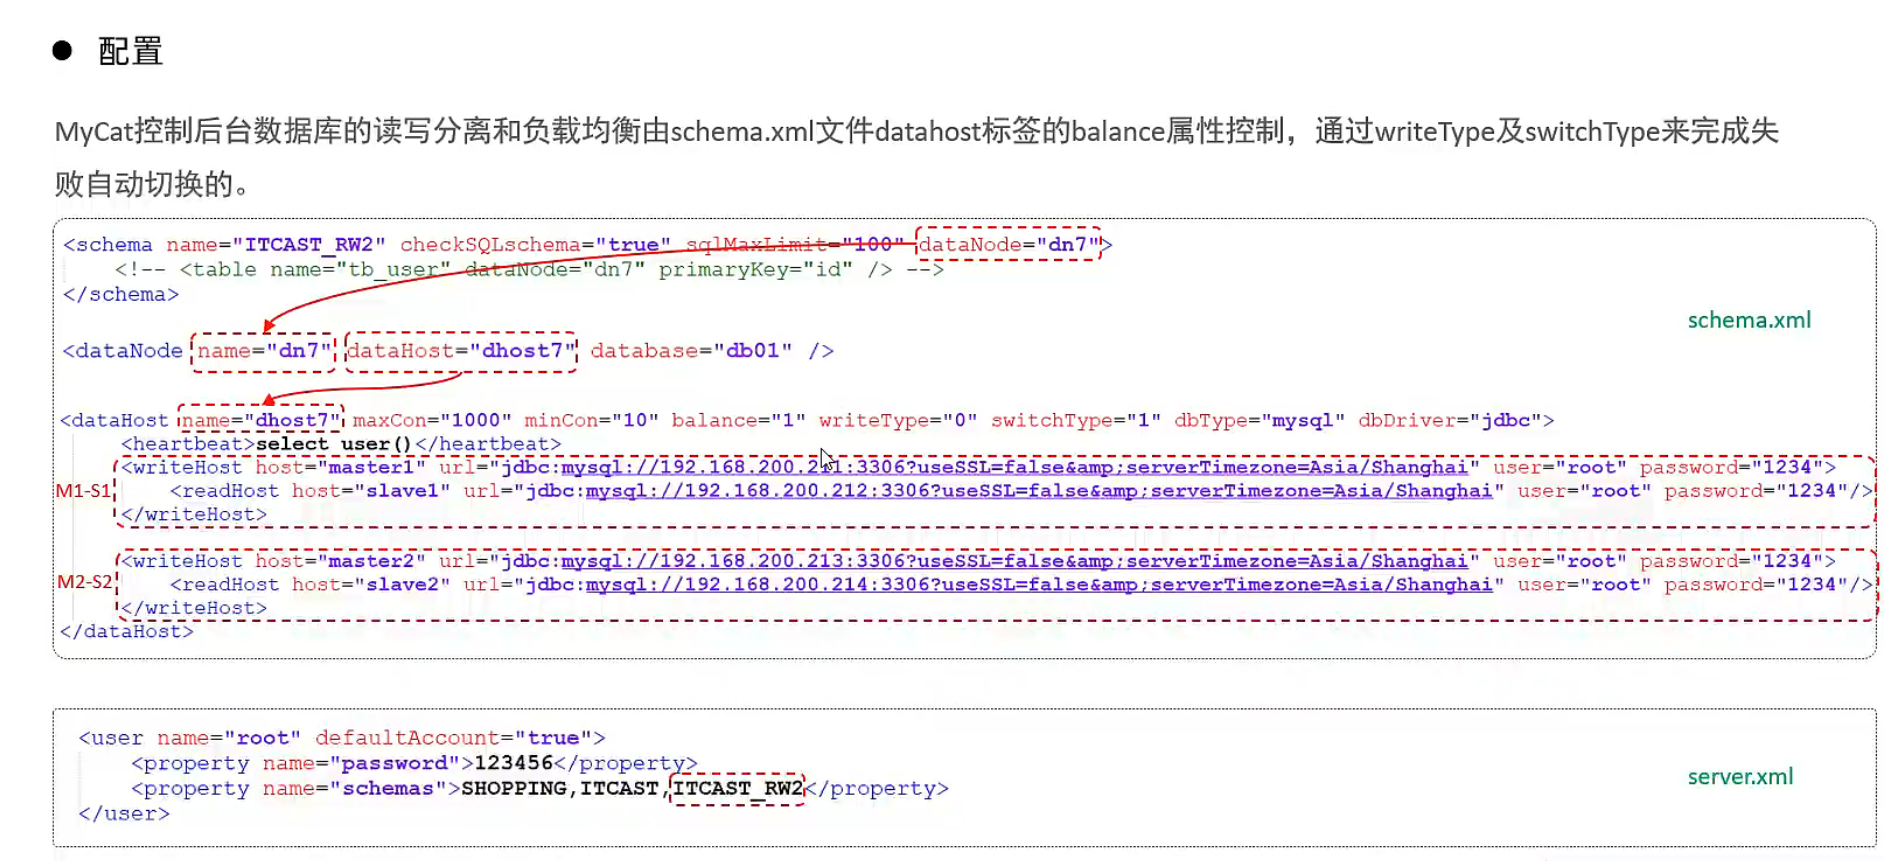 ● 配置
MyCat控制后台数据库的读写分离和负载均衡由schema.xml文件datahost标签的balance属性控制，通过writeType及switchType来完成失
败自动切换的。
<schema name="ITCAST_RW2" checkSQLschema="true" sqlMaxLimit="100" dataNode="dn7">
<!-- <table name="tb_user" dataNode="dn7" primaryKey="id" /> -->
</schema>
schema.xml
<dataNode name="dn7" dataHost="dhost7" database="db01" />
<dataHost name="dhost7" maxCon="1000" minCon="10" balance="1" writeType="0" switchType="1" dbType="mysql" dbDriver="jdbc">
<heartbeat>select user()</heartbeat>
<writeHost host="master1" url="jdbc:mysql://192.168.200.211:3306?useSSL=false&amp;serverTimezone=Asia/Shanghai" user="root" password="1234">
M1-S1 <readHost host="slave1" url="jdbc:mysql://192.168.200.212:3306?useSSL=false&amp;serverTimezone=Asia/Shanghai" user="root" password="1234"/>
</writeHost>
<writeHost host="master2" url="jdbc:mysql://192.168.200.213:3306?useSSL=false&amp;serverTimezone=Asia/Shanghai" user="root" password="1234">
M2-S2 <readHost host="slave2" url="jdbc:mysql://192.168.200.214:3306?useSSL=false&amp;serverTimezone=Asia/Shanghai" user="root" password="1234"/>
</writeHost>
</dataHost>
<user name="root" defaultAccount="true">
<property name="password">123456</property>
<property name="schemas">SHOPPING,ITCAST,ITCAST_RW2</property>
</user>
server.xml